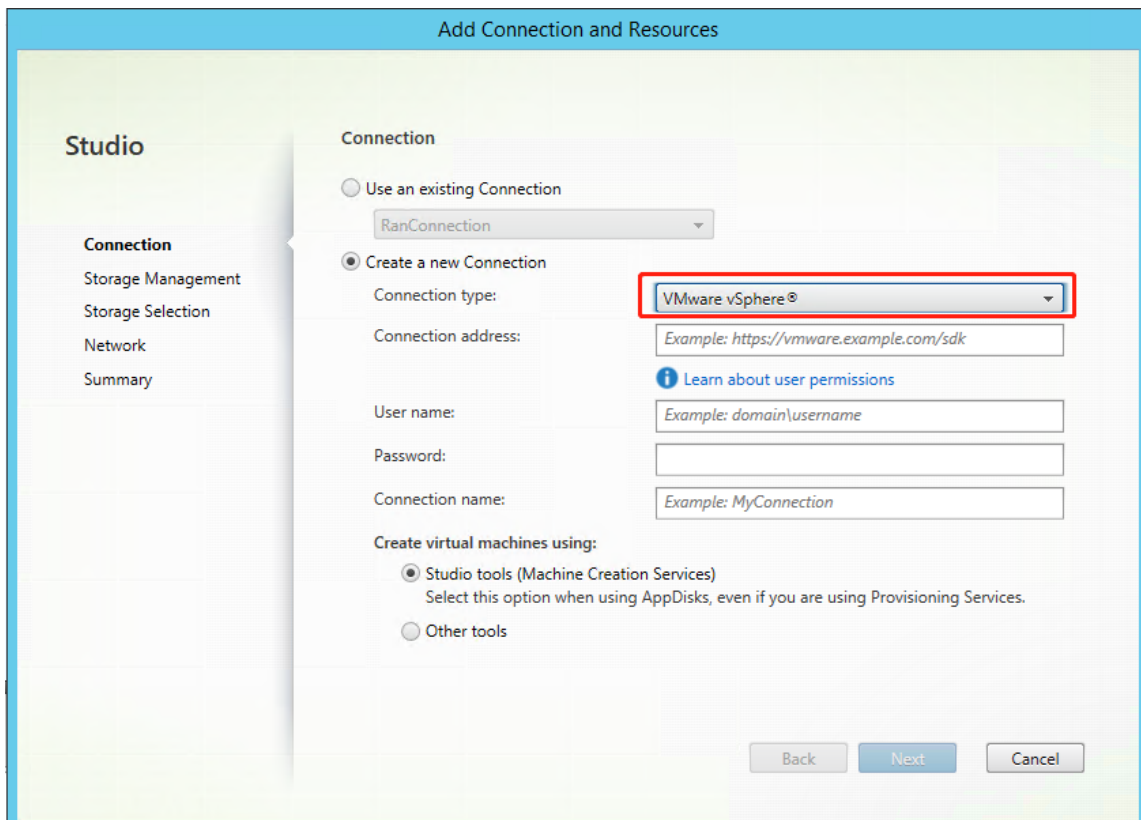 Add Connection and Resources
Studio
Connection
Storage Management
Storage Selection
Network
Summary
Connection
Use an existing Connection
RanConnection
Create a new Connection
Connection type:
VMware vSphere®
Connection address:
Example: https://vmware.example.com/sdk
Learn about user permissions
User name:
Example: domain\username
Password:
Connection name:
Example: MyConnection
Create virtual machines using:
Studio tools (Machine Creation Services)
Select this option when using AppDisks, even if you are using Provisioning Services.
Other tools
Back
Next
Cancel